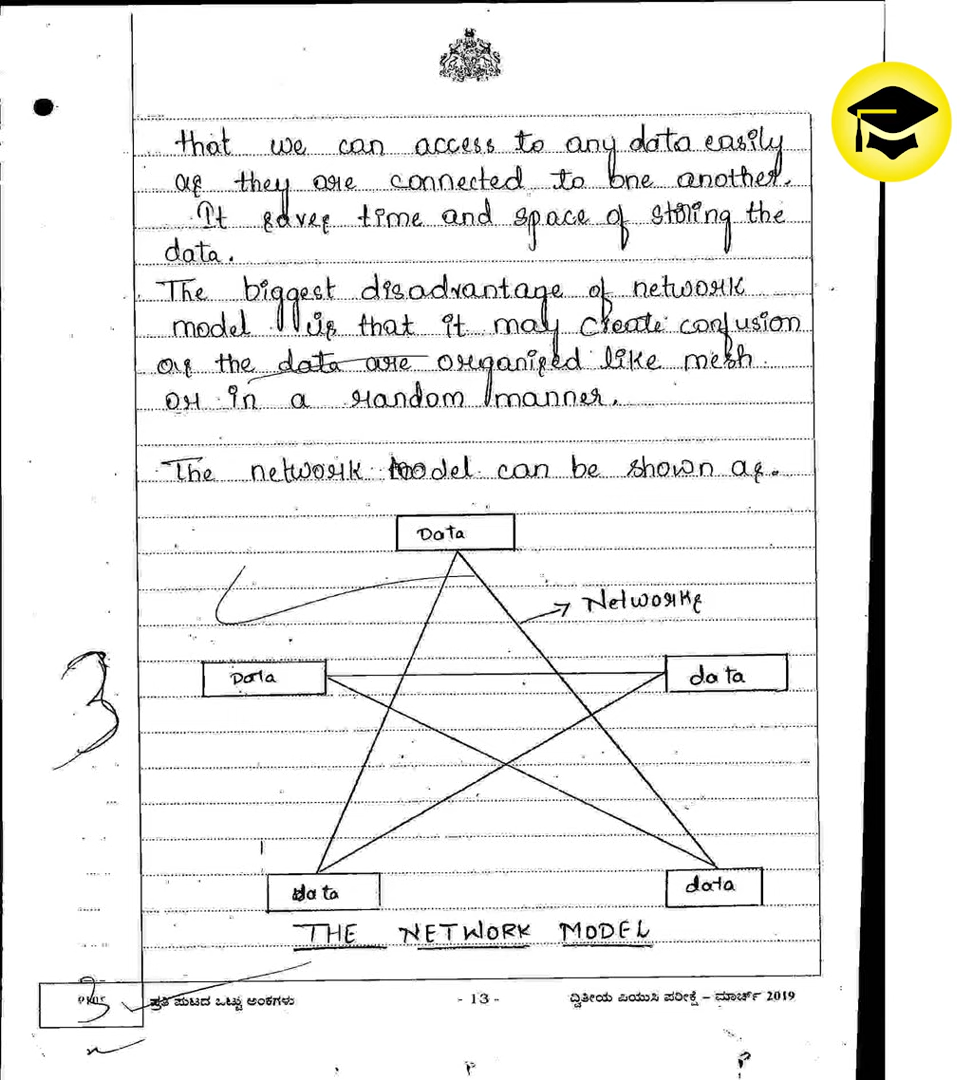 that we can access to any data easily
as they are connected to one another.
It saves time and space of storing the
data.
The biggest disadvantage of network
model is that it may create confusion
as the data are organized like mesh
or in a random manner.
The network model can be shown as.
Data
Networks
Data
data
data
data
THE NETWORK MODEL
3
3
ಪ್ರತಿ ಪುಟದ ಒಟ್ಟು ಅಂಕಗಳು
- 13 -
ದ್ವಿತೀಯ ಪಿಯುಸಿ ಪರೀಕ್ಷೆ – ಮಾರ್ಚ್ 2019